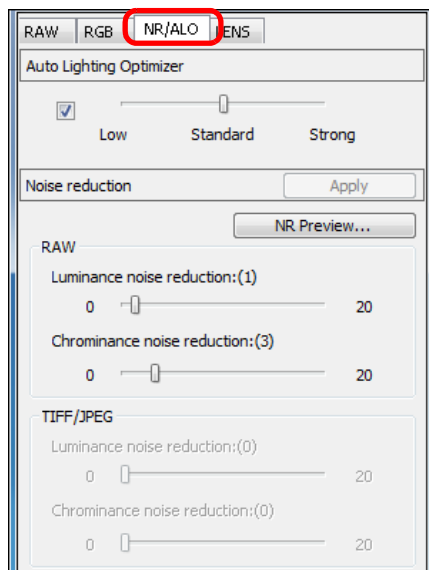 RAW RGB NR/ALO LENS
Auto Lighting Optimizer
Low Standard Strong
Noise reduction Apply
NR Preview...
RAW
Luminance noise reduction:(1)
0 20
Chrominance noise reduction:(3)
0 20
TIFF/JPEG
Luminance noise reduction:(0)
0 20
Chrominance noise reduction:(0)
0 20